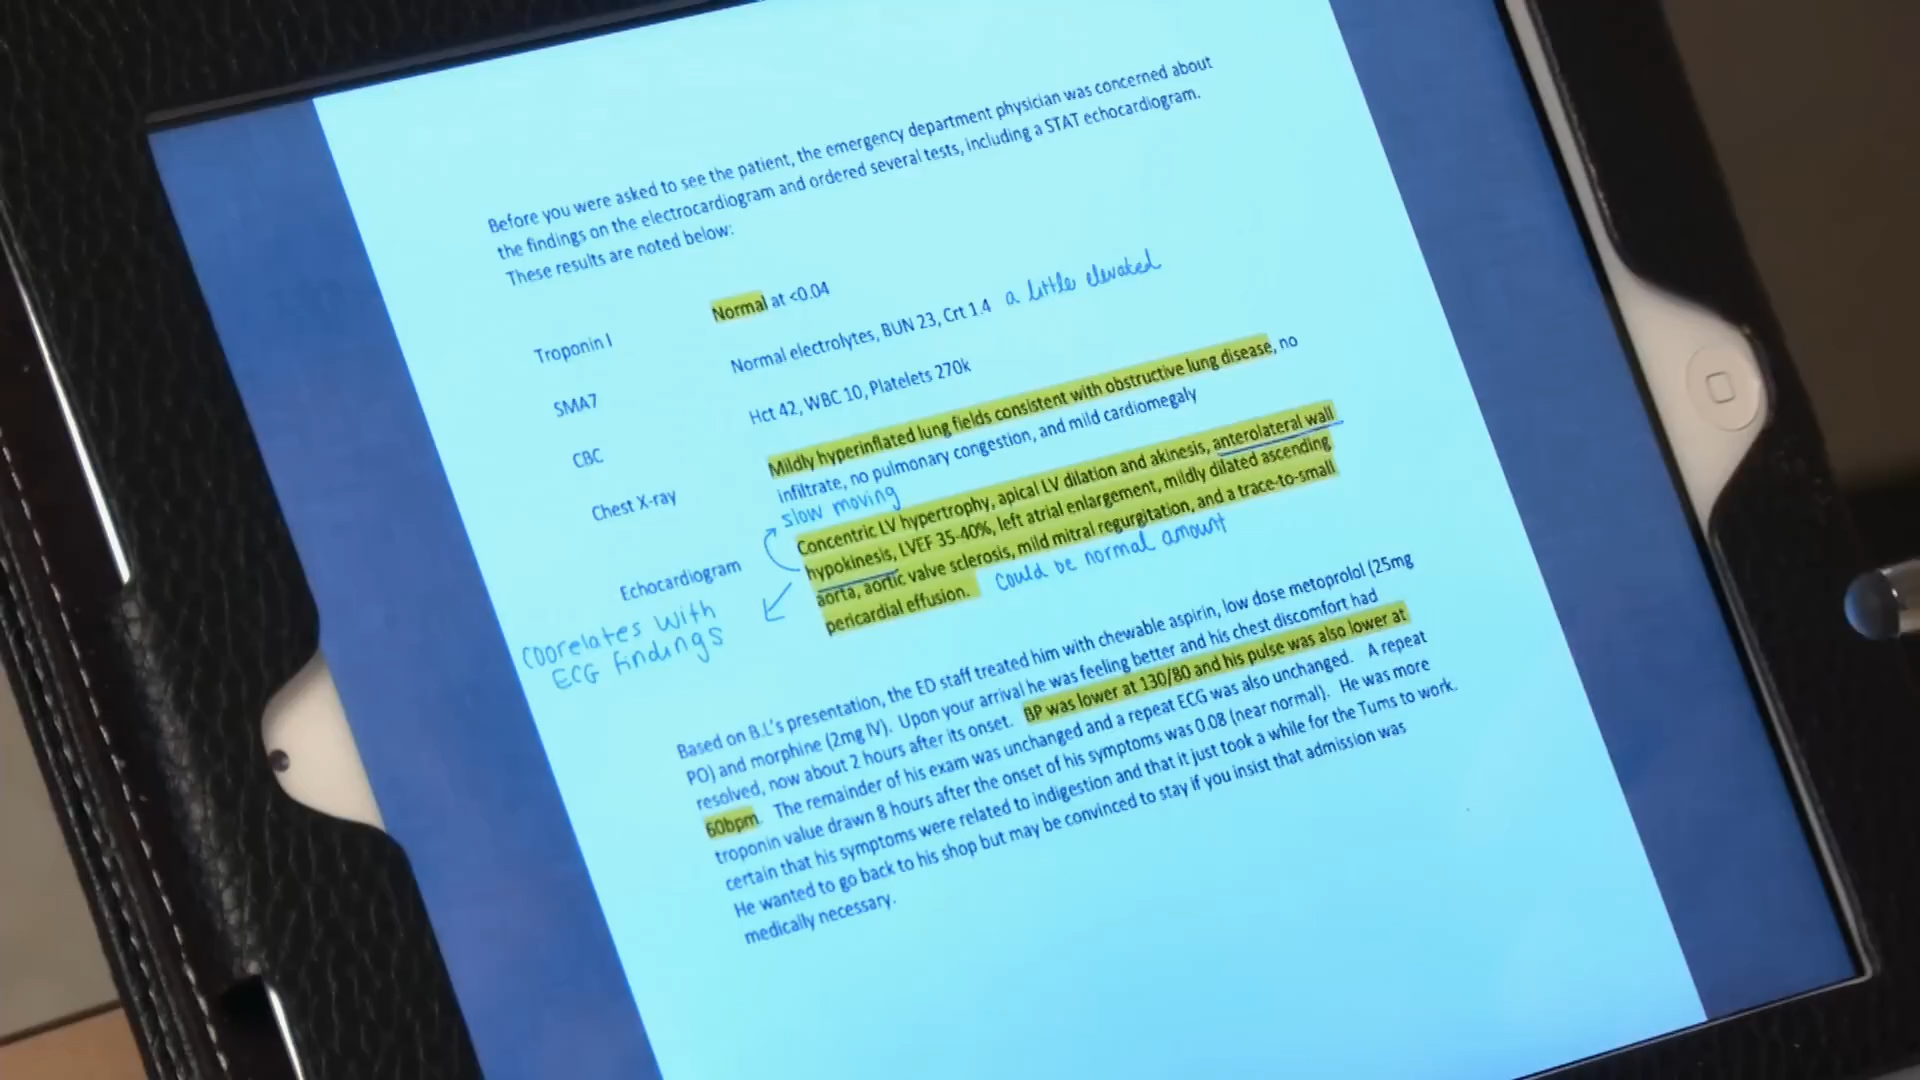 Before you were asked to see the patient, the emergency department physician was concerned about
the findings on the electrocardiogram and ordered several tests, including a STAT echocardiogram.
These results are noted below:
Troponin I
Normal at <0.04
SMA7
Normal electrolytes, BUN 23, Crt 1.4 a little elevated
CBC
Hct 42, WBC 10, Platelets 270k
Chest X-ray
Mildly hyperinflated lung fields consistent with obstructive lung disease, no
infiltrate, no pulmonary congestion, and mild cardiomegaly
slow moving
Echocardiogram
Concentric LV hypertrophy, apical LV dilation and akinesis, anterolateral wall
hypokinesis, LVEF 35-40%, left atrial enlargement, mildly dilated ascending
aorta, aortic valve sclerosis, mild mitral regurgitation, and a trace-to-small
pericardial effusion. Could be normal amount
Coorelates with
ECG findings
Based on B.L's presentation, the ED staff treated him with chewable aspirin, low dose metoprolol (25mg
PO) and morphine (2mg IV). Upon your arrival he was feeling better and his chest discomfort had
resolved, now about 2 hours after its onset. BP was lower at 130/80 and his pulse was also lower at
60bpm. The remainder of his exam was unchanged and a repeat ECG was also unchanged. A repeat
troponin value drawn 8 hours after the onset of his symptoms was 0.08 (near normal). He was more
certain that his symptoms were related to indigestion and that it just took a while for the Tums to work.
He wanted to go back to his shop but may be convinced to stay if you insist that admission was
medically necessary.